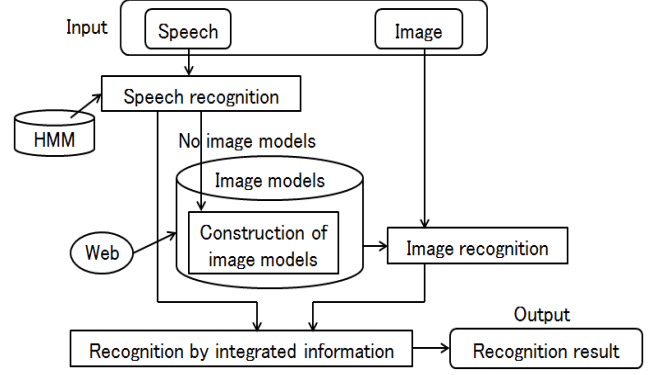 Input
Speech
Image
Speech recognition
HMM
No image models
Image models
Construction of
image models
Web
Image recognition
Output
Recognition by integrated information
Recognition result